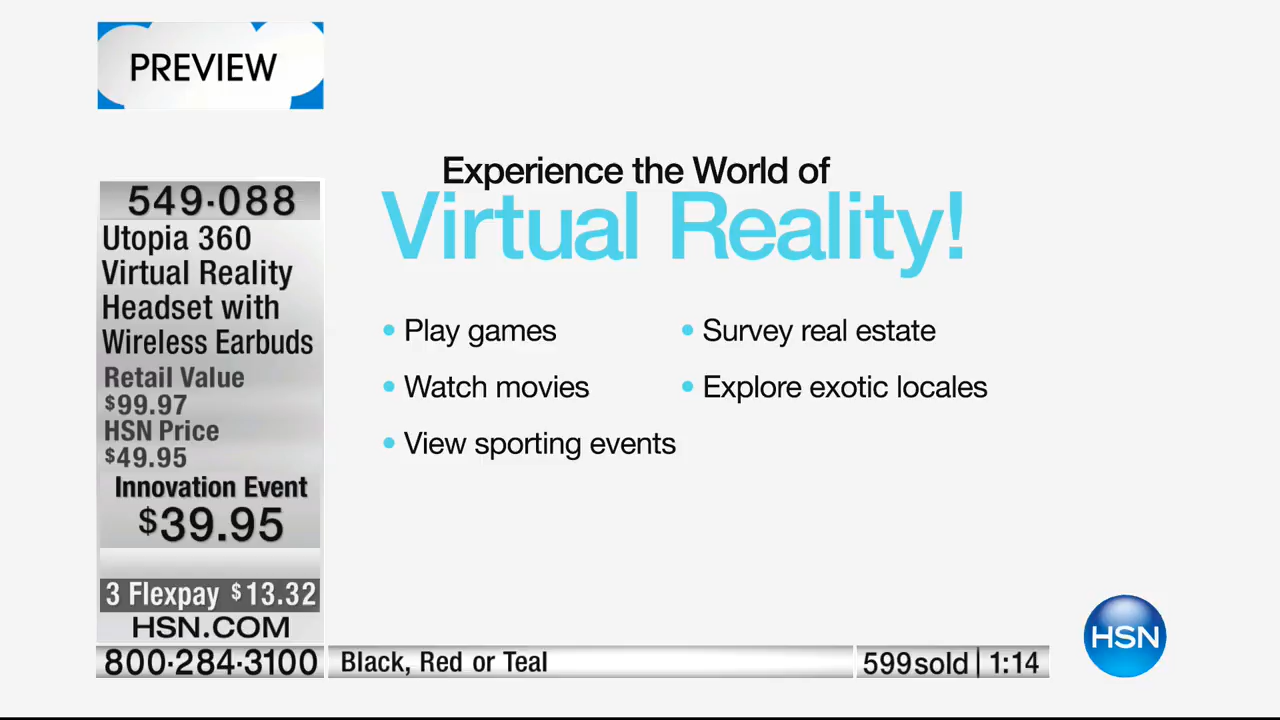 PREVIEW
549·088
Utopia 360
Virtual Reality
Headset with
Wireless Earbuds
Retail Value
$99.97
HSN Price
$49.95
Innovation Event
$39.95
3 Flexpay $13.32
HSN.COM
800·284·3100
Experience the World of
Virtual Reality!
• Play games
• Watch movies
• View sporting events
• Survey real estate
• Explore exotic locales
Black, Red or Teal
599 sold | 1:14
HSN